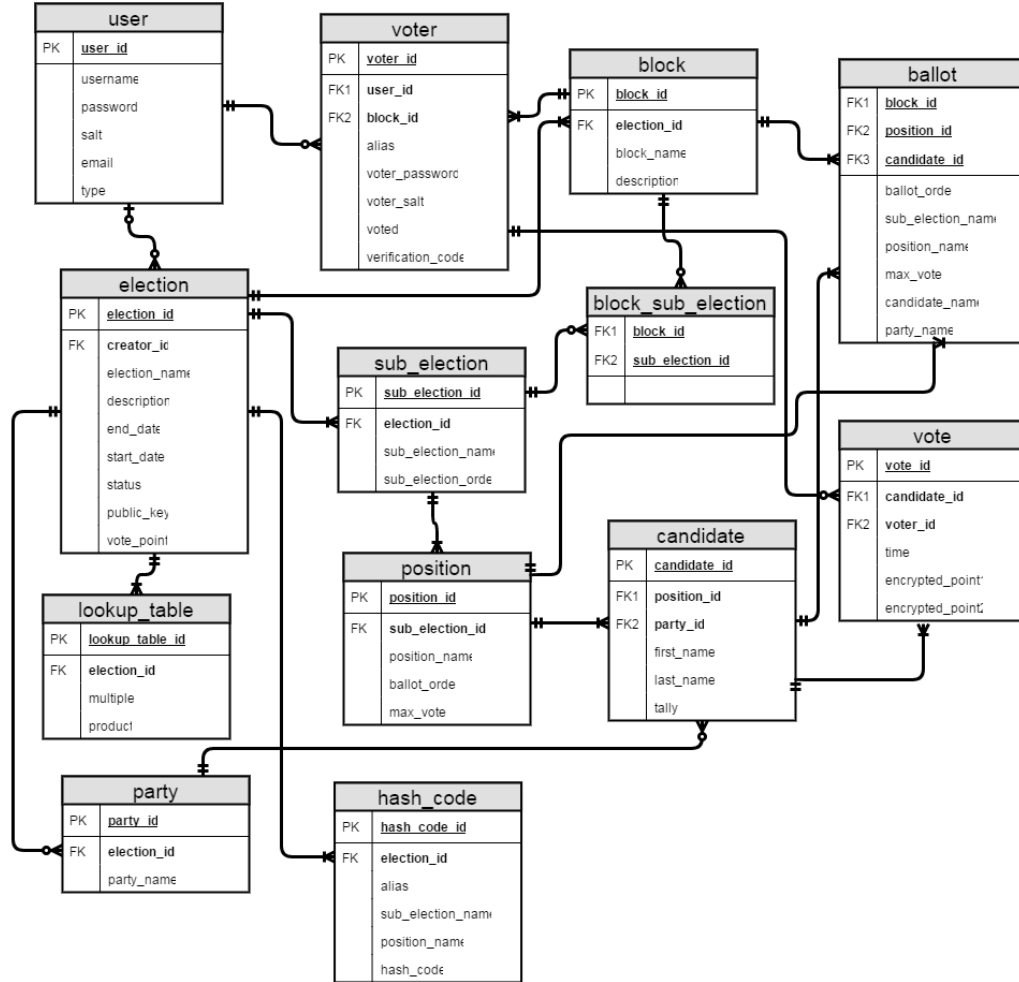 user
PK user_id
username
password
salt
email
type
voter
PK voter_id
FK1 user_id
FK2 block_id
alias
voter_password
voter_salt
voted
verification_code
block
PK block_id
FK election_id
block_name
description
ballot
FK1 block_id
FK2 position_id
FK3 candidate_id
ballot_orde
sub_election_name
position_name
max_vote
candidate_name
party_name
election
PK election_id
FK creator_id
election_name
description
end_date
start_date
status
public_key
vote_point
sub_election
PK sub_election_id
FK election_id
sub_election_name
sub_election_orde
block_sub_election
FK1 block_id
FK2 sub_election_id
vote
PK vote_id
FK1 candidate_id
FK2 voter_id
time
encrypted_point1
encrypted_point2
lookup_table
PK lookup_table_id
FK election_id
multiple
product
position
PK position_id
FK sub_election_id
position_name
ballot_orde
max_vote
candidate
PK candidate_id
FK1 position_id
FK2 party_id
first_name
last_name
tally
party
PK party_id
FK election_id
party_name
hash_code
PK hash_code_id
FK election_id
alias
sub_election_name
position_name
hash_code